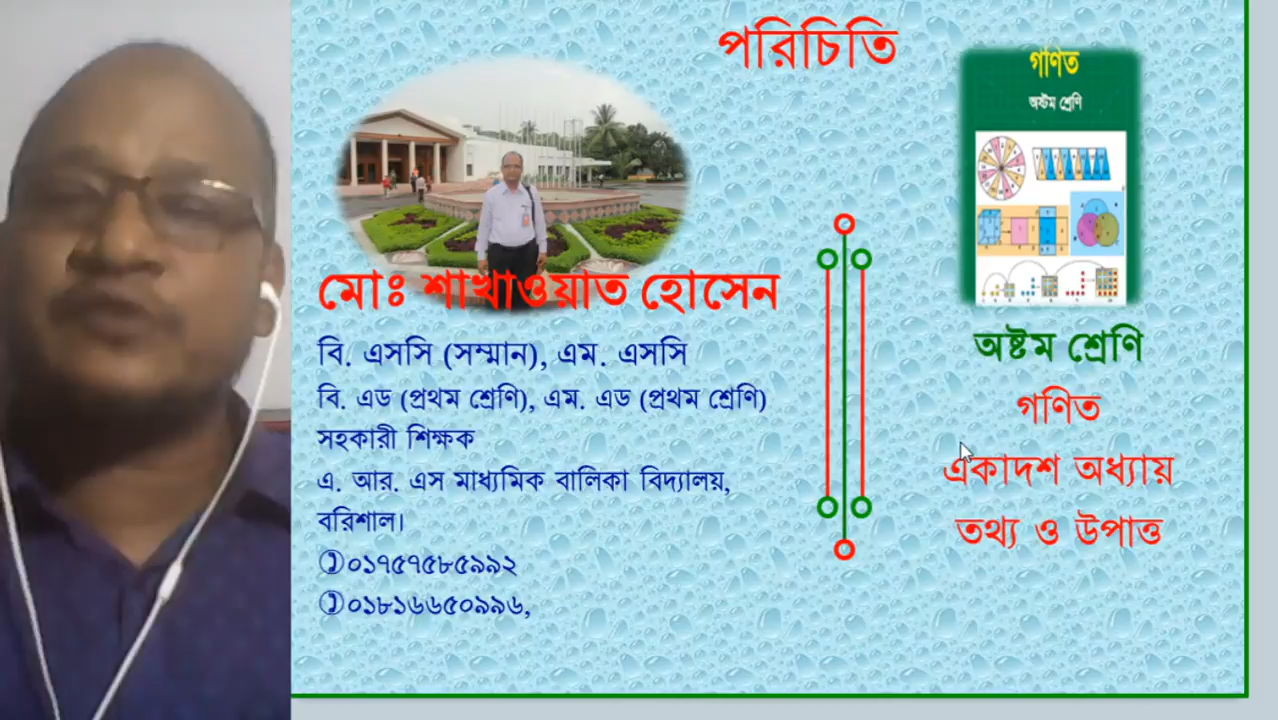 পরিচিতি
মোঃ শাখাওয়াত হোসেন
বি. এসসি (সম্মান), এম. এসসি
বি. এড (প্রথম শ্রেণি), এম. এড (প্রথম শ্রেণি)
সহকারী শিক্ষক
এ. আর. এস মাধ্যমিক বালিকা বিদ্যালয়,
বরিশাল।
০১৭৫৭৫৮৫৯৯২
০১৮১৬৬৫০৯৯৬,
গণিত
অষ্টম শ্রেণি
অষ্টম শ্রেণি
গণিত
একাদশ অধ্যায়
তথ্য ও উপাত্ত